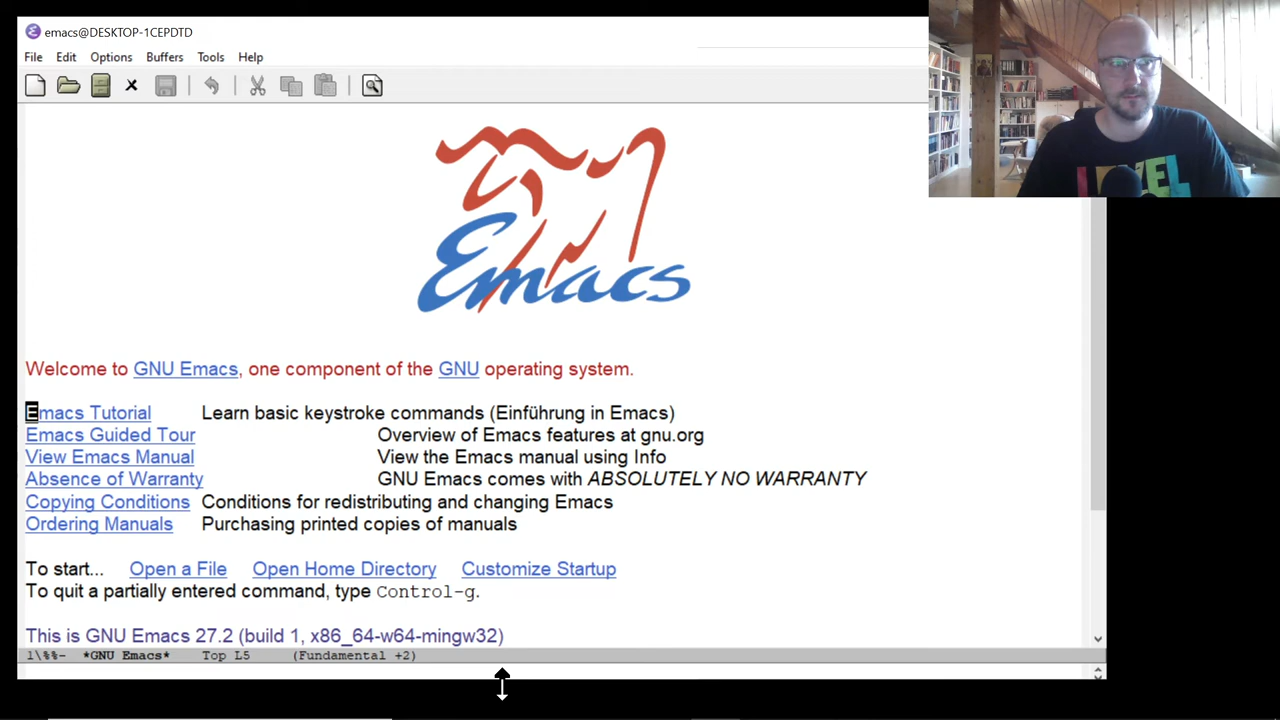 emacs@DESKTOP-1CEPDTD
File Edit Options Buffers Tools Help
Emacs
Welcome to GNU Emacs, one component of the GNU operating system.
Emacs Tutorial Learn basic keystroke commands (Einführung in Emacs)
Emacs Guided Tour Overview of Emacs features at gnu.org
View Emacs Manual View the Emacs manual using Info
Absence of Warranty GNU Emacs comes with ABSOLUTELY NO WARRANTY
Copying Conditions Conditions for redistributing and changing Emacs
Ordering Manuals Purchasing printed copies of manuals
To start... Open a File Open Home Directory Customize Startup
To quit a partially entered command, type Control-g.
This is GNU Emacs 27.2 (build 1, x86_64-w64-mingw32)
1\%%- *GNU Emacs* Top L5 (Fundamental +2)